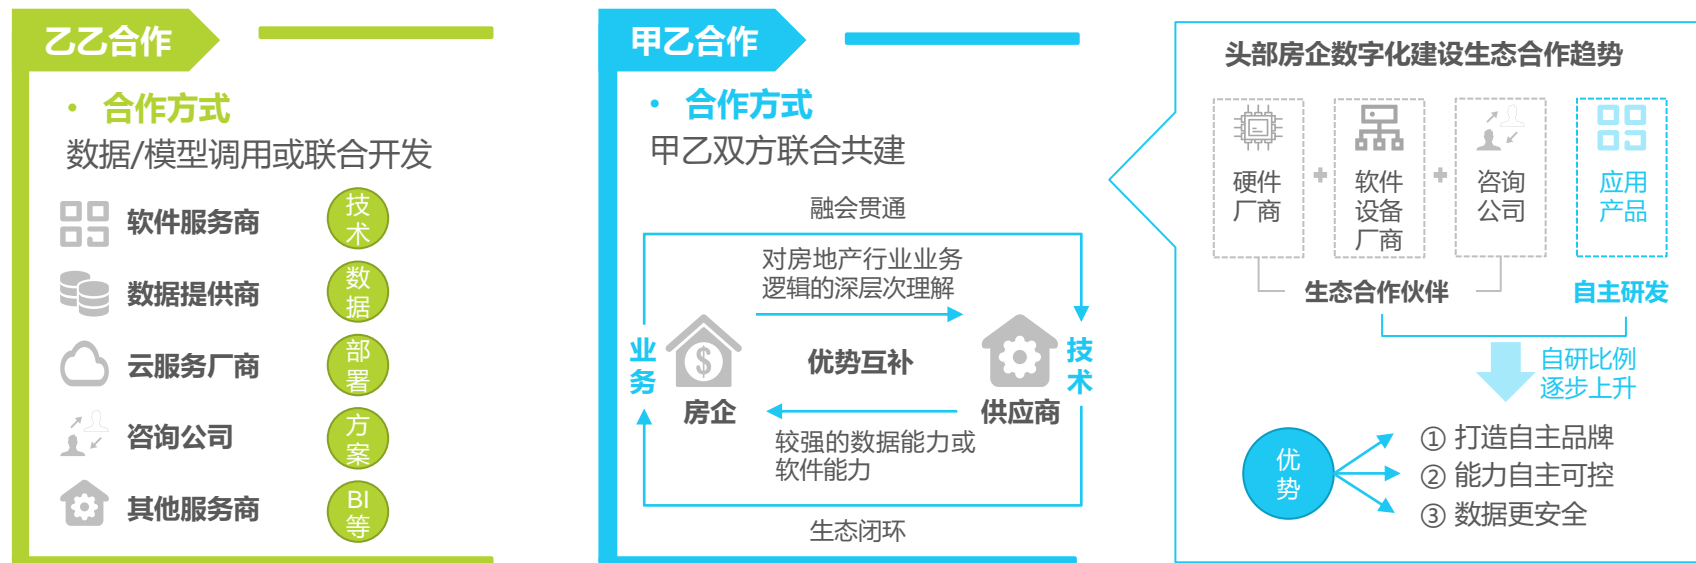 乙乙合作
• 合作方式
数据/模型调用或联合开发
软件服务商
技
术
数据提供商
数
据
云服务厂商
部
署
咨询公司
方
案
其他服务商
BI
等
甲乙合作
• 合作方式
甲乙双方联合共建
融会贯通
对房地产行业业务
逻辑的深层次理解
业
务
房企
优势互补
供应商
技
术
较强的数据能力或
软件能力
生态闭环
头部房企数字化建设生态合作趋势
硬件
厂商
软件
设备
厂商
咨询
公司
应用
产品
生态合作伙伴
自主研发
自研比例
逐步上升
优
势
① 打造自主品牌
② 能力自主可控
③ 数据更安全